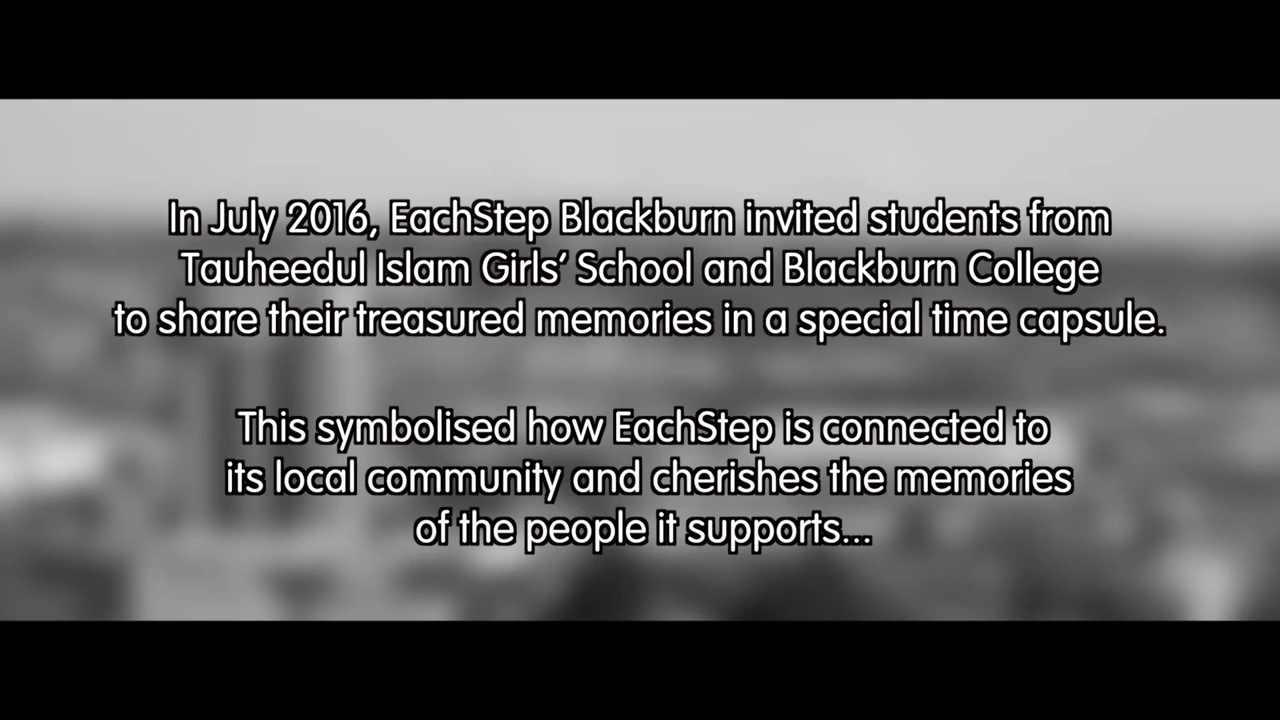 In July 2016, EachStep Blackburn invited students from
Tauheedul Islam Girls’ School and Blackburn College
to share their treasured memories in a special time capsule.
This symbolised how EachStep is connected to
its local community and cherishes the memories
of the people it supports...